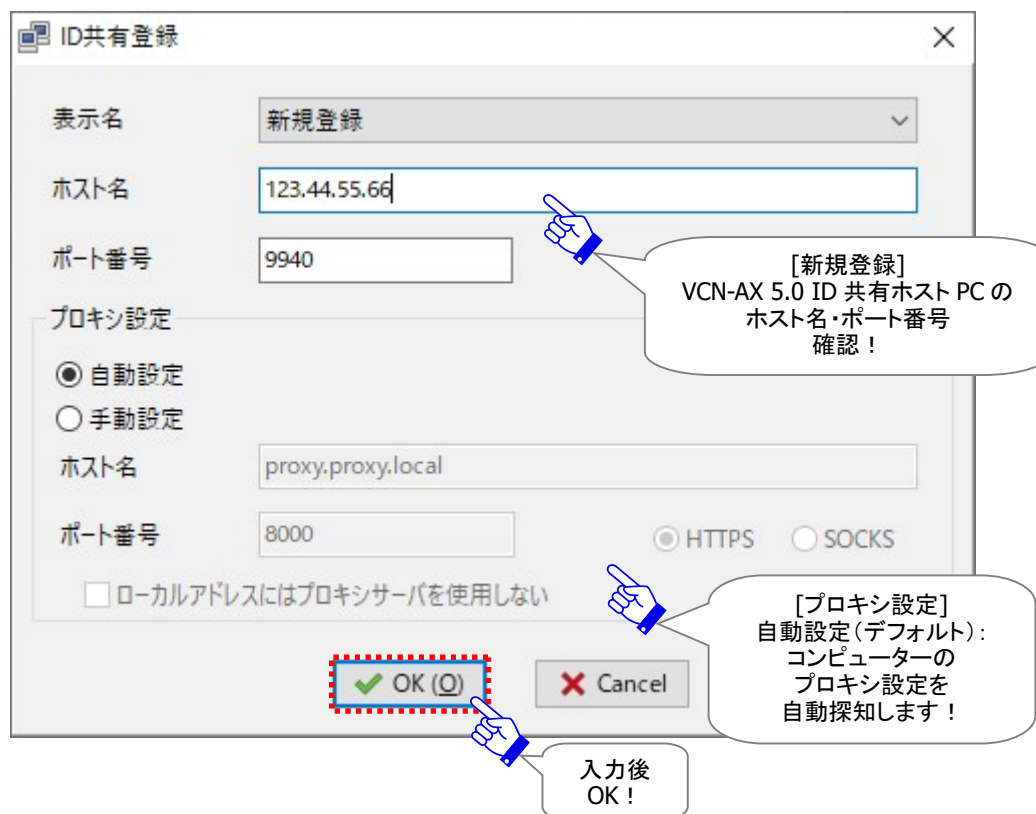 ID共有登録
表示名
新規登録
ホスト名
123.44.55.66
ポート番号
9940
[新規登録]
VCN-AX 5.0 ID 共有ホスト PC の
ホスト名・ポート番号
確認！
プロキシ設定
自動設定
手動設定
ホスト名
proxy.proxy.local
ポート番号
8000
HTTPS
SOCKS
ローカルアドレスにはプロキシサーバを使用しない
[プロキシ設定]
自動設定（デフォルト）：
コンピューターの
プロキシ設定を
自動探知します！
OK (O)
Cancel
入力後
OK！